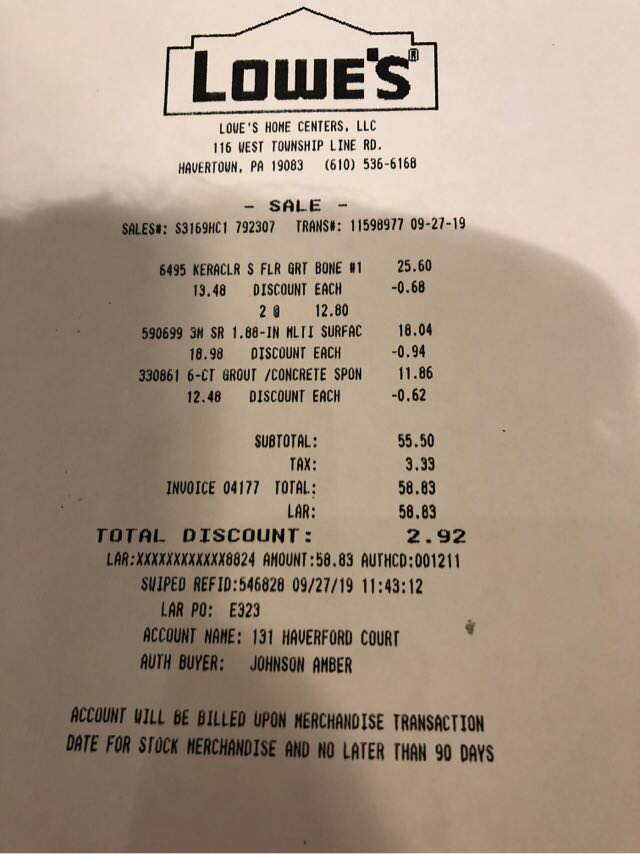 LOWE'S®
LOWE'S HOME CENTERS, LLC
116 WEST TOWNSHIP LINE RD.
HAVERTOWN, PA 19083 (610) 536-6168
- SALE -
SALES#: S3169HC1 792307 TRANS#: 11598977 09-27-19
6495 KERACLR S FLR GRT BONE #1 25.60
13.48 DISCOUNT EACH -0.68
2 @ 12.80
590699 3M SR 1.88-IN MLTI SURFAC 18.04
18.98 DISCOUNT EACH -0.94
330861 6-CT GROUT /CONCRETE SPON 11.86
12.48 DISCOUNT EACH -0.62
SUBTOTAL: 55.50
TAX: 3.33
INVOICE 04177 TOTAL: 58.83
LAR: 58.83
TOTAL DISCOUNT: 2.92
LAR:XXXXXXXXXXXX8824 AMOUNT:58.83 AUTHCD:001211
SWIPED REFID:546828 09/27/19 11:43:12
LAR PO: E323
ACCOUNT NAME: 131 HAVERFORD COURT
AUTH BUYER: JOHNSON AMBER
ACCOUNT WILL BE BILLED UPON MERCHANDISE TRANSACTION
DATE FOR STOCK MERCHANDISE AND NO LATER THAN 90 DAYS